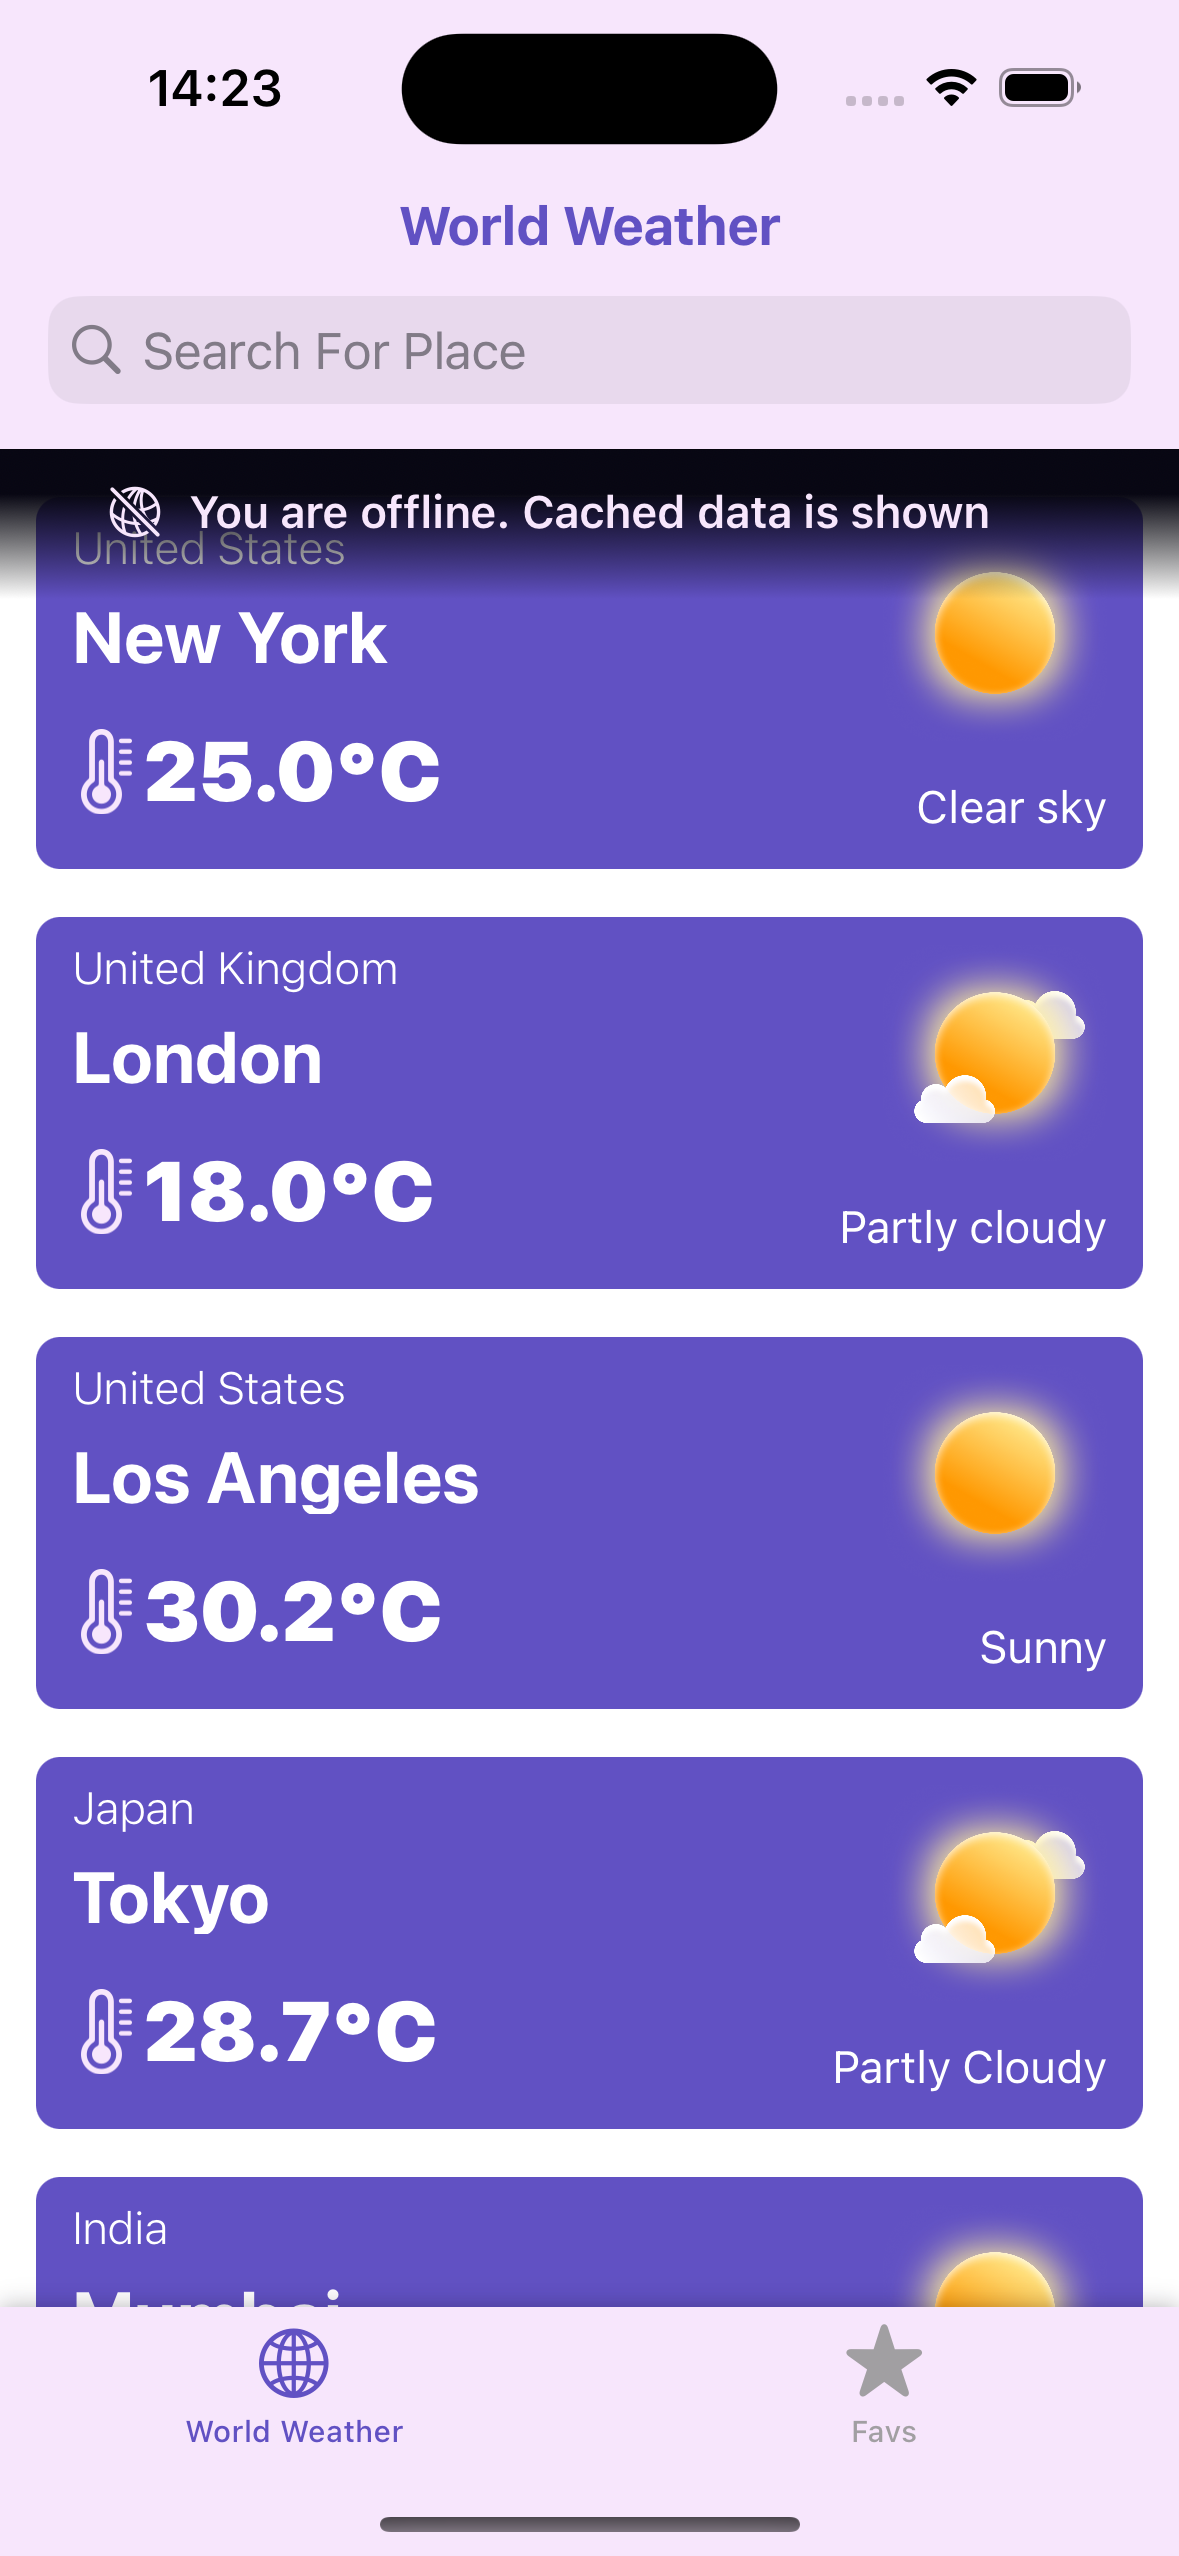 14:23
World Weather
Search For Place
You are offline. Cached data is shown
United States
New York
25.0°C
Clear sky
United Kingdom
London
18.0°C
Partly cloudy
United States
Los Angeles
30.2°C
Sunny
Japan
Tokyo
28.7°C
Partly Cloudy
India
Mumbai
World Weather
Favs